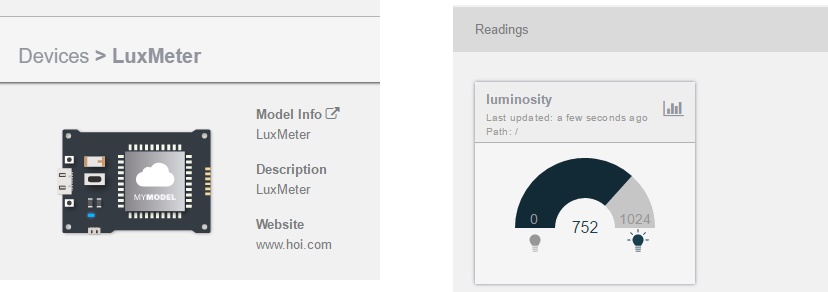 Devices > LuxMeter
Model Info
LuxMeter
Description
LuxMeter
Website
www.hoi.com
MYMODEL
Readings
luminosity
Last updated: a few seconds ago
Path: /
0
752
1024